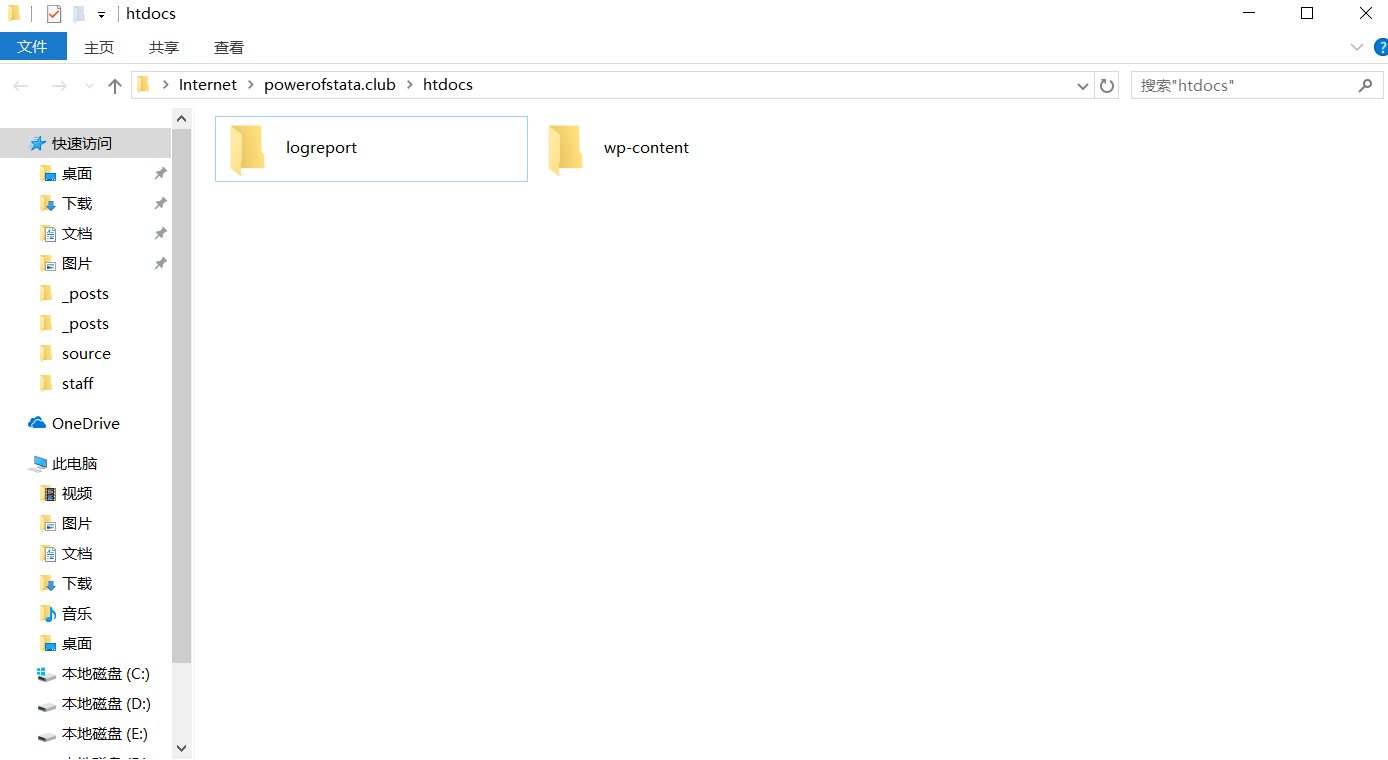 htdocs
文件 主页 共享 查看
Internet powerofstata.club htdocs 搜索"htdocs"
快速访问
桌面
下载
文档
图片
_posts
_posts
source
staff
OneDrive
此电脑
视频
图片
文档
下载
音乐
桌面
本地磁盘 (C:)
本地磁盘 (D:)
本地磁盘 (E:)
logreport
wp-content